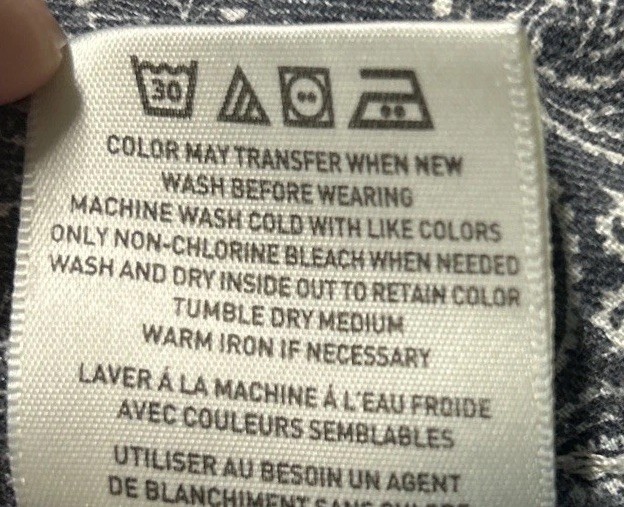 30
COLOR MAY TRANSFER WHEN NEW
WASH BEFORE WEARING
MACHINE WASH COLD WITH LIKE COLORS
ONLY NON-CHLORINE BLEACH WHEN NEEDED
WASH AND DRY INSIDE OUT TO RETAIN COLOR
TUMBLE DRY MEDIUM
WARM IRON IF NECESSARY
LAVER Á LA MACHINE Á L'EAU FROIDE
AVEC COULEURS SEMBLABLES
UTILISER AU BESOIN UN AGENT
DE BLANCHIMENT SANS